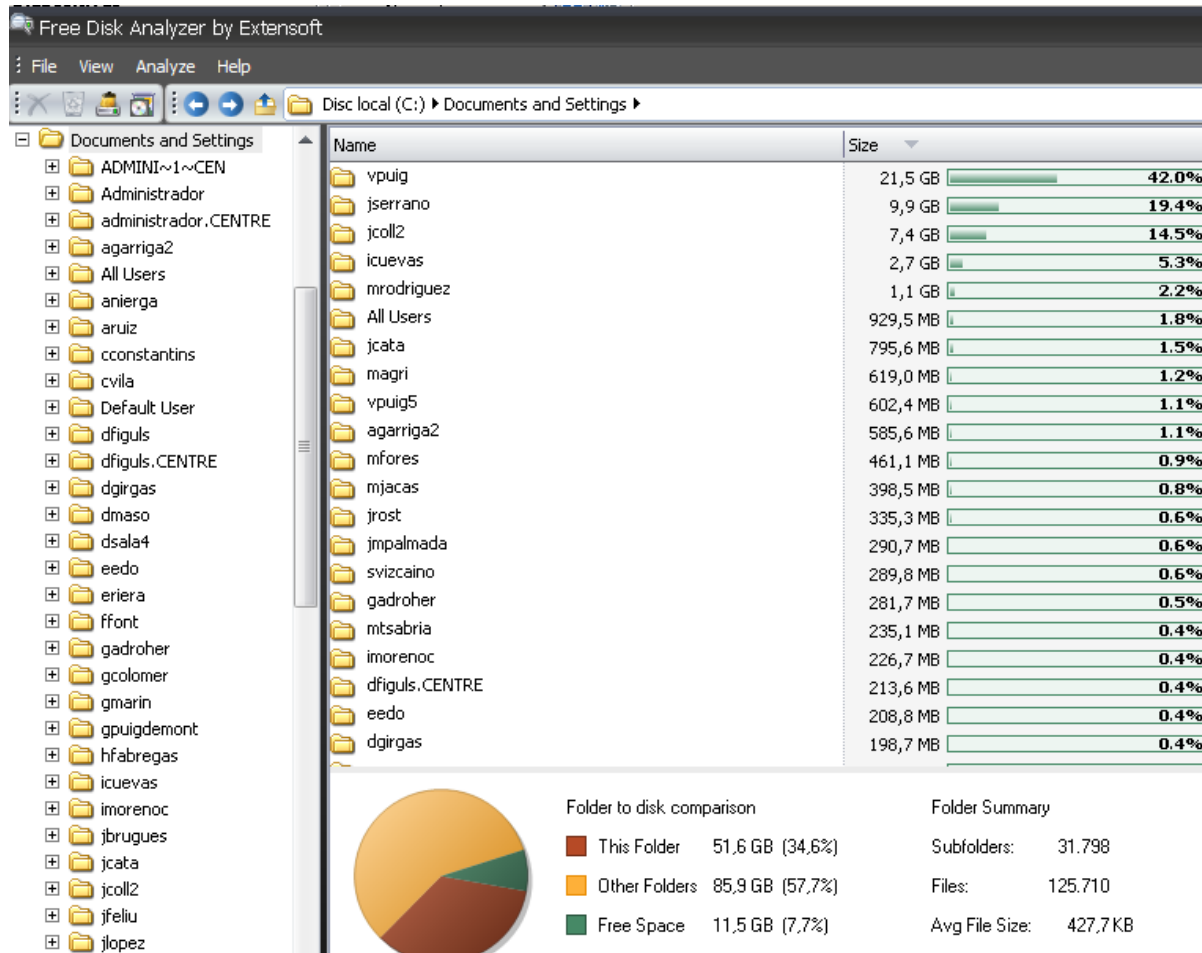 Free Disk Analyzer by Extensoft
File View Analyze Help
Disc local (C:) Documents and Settings
Documents and Settings
ADMINI~1~CEN
Administrador
administrador.CENTRE
agarriga2
All Users
anierga
aruiz
cconstantins
cvila
Default User
dfiguls
dfiguls.CENTRE
dgirgas
dmaso
dsala4
eedo
eriera
ffont
gadroher
gcolomer
gmarin
gpuigdemont
hfabregas
icuevas
imorenoc
jbrugues
jcata
jcoll2
jfeliu
jlopez
Name Size
vpuig 21,5 GB 42.0%
jserrano 9,9 GB 19.4%
jcoll2 7,4 GB 14.5%
icuevas 2,7 GB 5.3%
mrodriguez 1,1 GB 2.2%
All Users 929,5 MB 1.8%
jcata 795,6 MB 1.5%
magri 619,0 MB 1.2%
vpuig5 602,4 MB 1.1%
agarriga2 585,6 MB 1.1%
mfores 461,1 MB 0.9%
mjacas 398,5 MB 0.8%
jrost 335,3 MB 0.6%
jmpalmada 290,7 MB 0.6%
svizcaino 289,8 MB 0.6%
gadroher 281,7 MB 0.5%
mtsabria 235,1 MB 0.4%
imorenoc 226,7 MB 0.4%
dfiguls.CENTRE 213,6 MB 0.4%
eedo 208,8 MB 0.4%
dgirgas 198,7 MB 0.4%
Folder to disk comparison
This Folder 51,6 GB (34,6%)
Other Folders 85,9 GB (57,7%)
Free Space 11,5 GB (7,7%)
Folder Summary
Subfolders: 31.798
Files: 125.710
Avg File Size: 427,7 KB